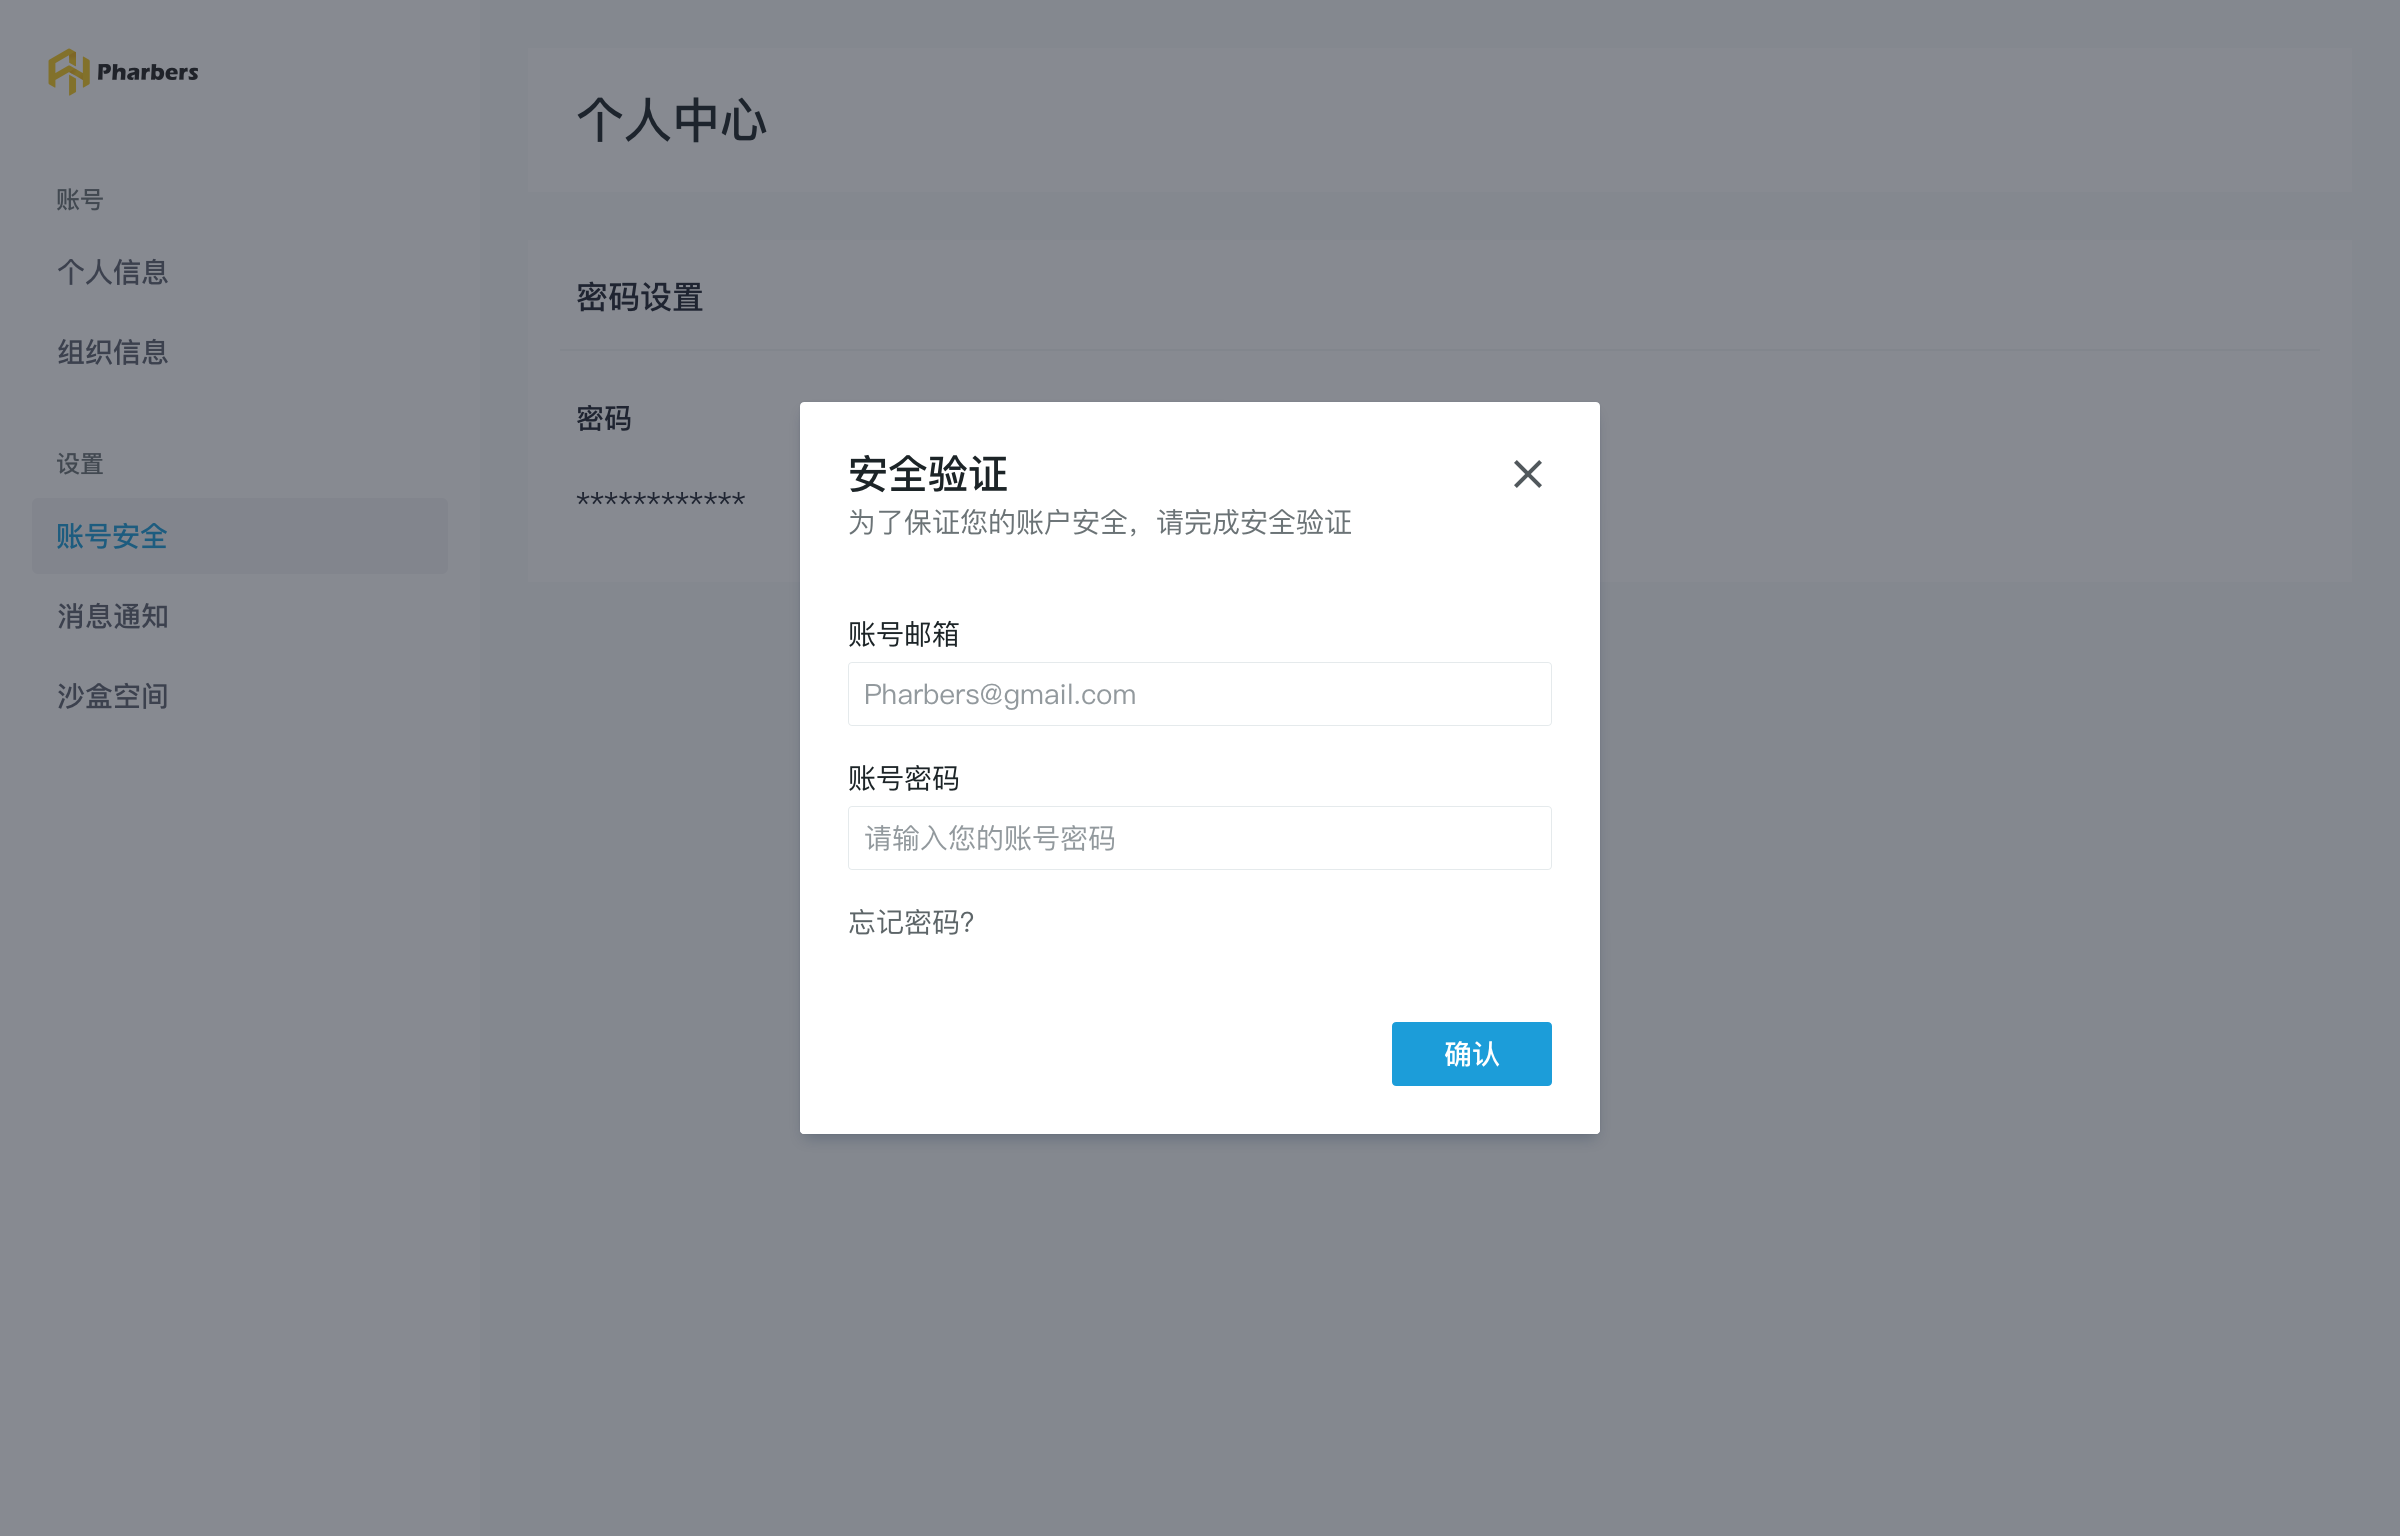 Pharbers
账号
个人信息
组织信息
设置
账号安全
消息通知
沙盒空间
个人中心
密码设置
密码
************
安全验证
为了保证您的账户安全，请完成安全验证
账号邮箱
Pharbers@gmail.com
账号密码
请输入您的账号密码
忘记密码?
确认